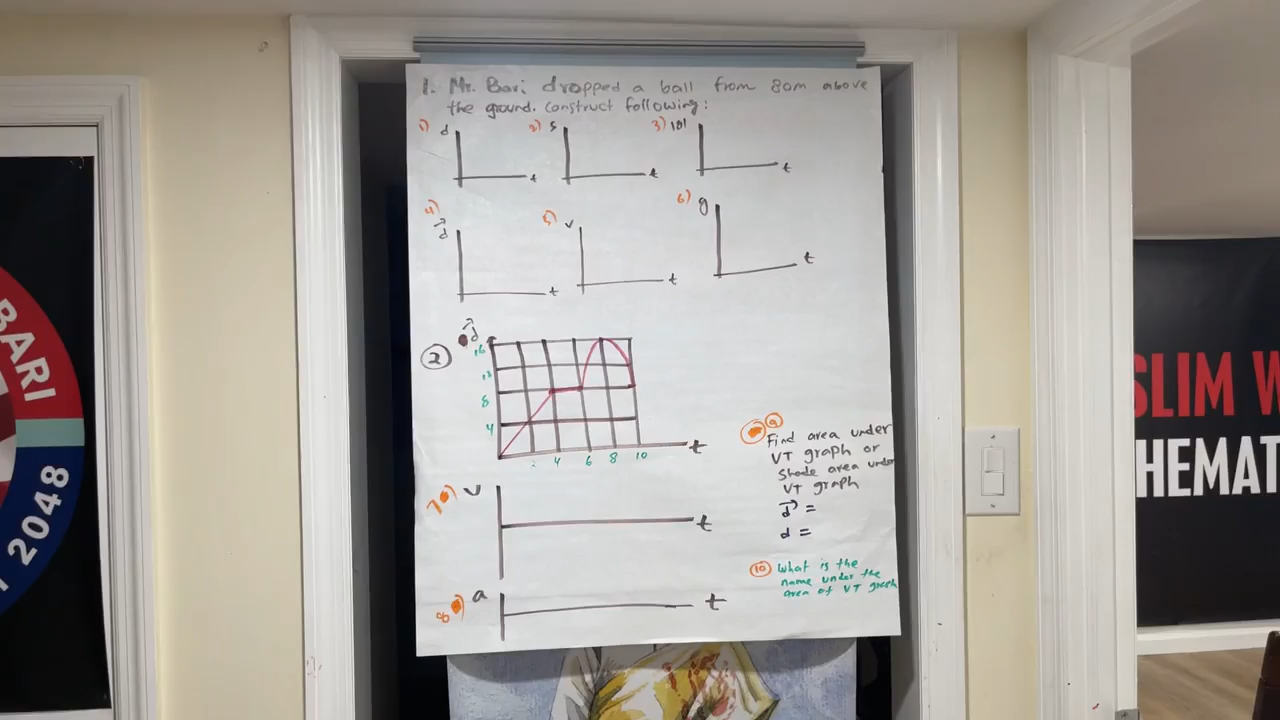 1. Mr. Bari dropped a ball from 80m above
the ground. Construct following:
1) d t
2) s t
3) |a| t
4) d⃗ t
5) v t
6) g t
2 d⃗
16
12
8
4
2 4 6 8 10 t
7) v t
8) a t
9
Find area under
VT graph or
Shade area under
VT graph
d⃗ =
d =
10 What is the
name under the
area of VT graph
BARI
2048
SLIM W
HEMAT